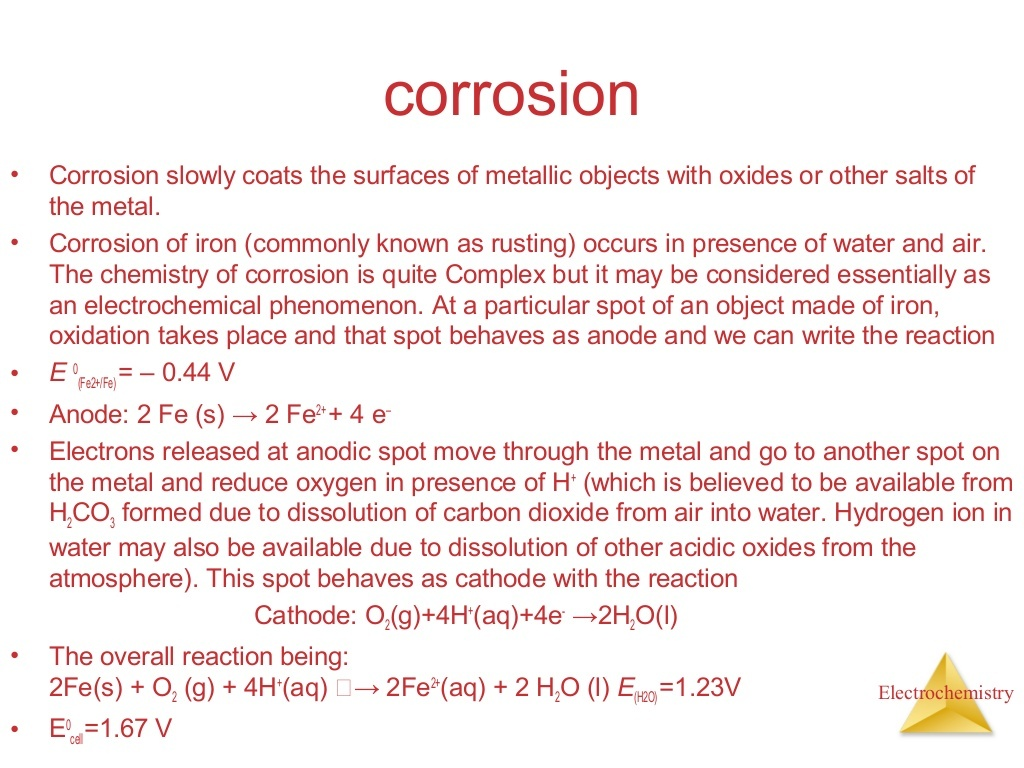 corrosion
• Corrosion slowly coats the surfaces of metallic objects with oxides or other salts of
the metal.
• Corrosion of iron (commonly known as rusting) occurs in presence of water and air.
The chemistry of corrosion is quite Complex but it may be considered essentially as
an electrochemical phenomenon. At a particular spot of an object made of iron,
oxidation takes place and that spot behaves as anode and we can write the reaction
• E ⁰(Fe2+/Fe) = – 0.44 V
• Anode: 2 Fe (s) → 2 Fe²⁺ + 4 e⁻
• Electrons released at anodic spot move through the metal and go to another spot on
the metal and reduce oxygen in presence of H⁺ (which is believed to be available from
H₂CO₃ formed due to dissolution of carbon dioxide from air into water. Hydrogen ion in
water may also be available due to dissolution of other acidic oxides from the
atmosphere). This spot behaves as cathode with the reaction
Cathode: O₂(g)+4H⁺(aq)+4e⁻ →2H₂O(l)
• The overall reaction being:
2Fe(s) + O₂ (g) + 4H⁺(aq) □→ 2Fe²⁺(aq) + 2 H₂O (l) E(H2O)=1.23V
• E⁰cell=1.67 V
Electrochemistry